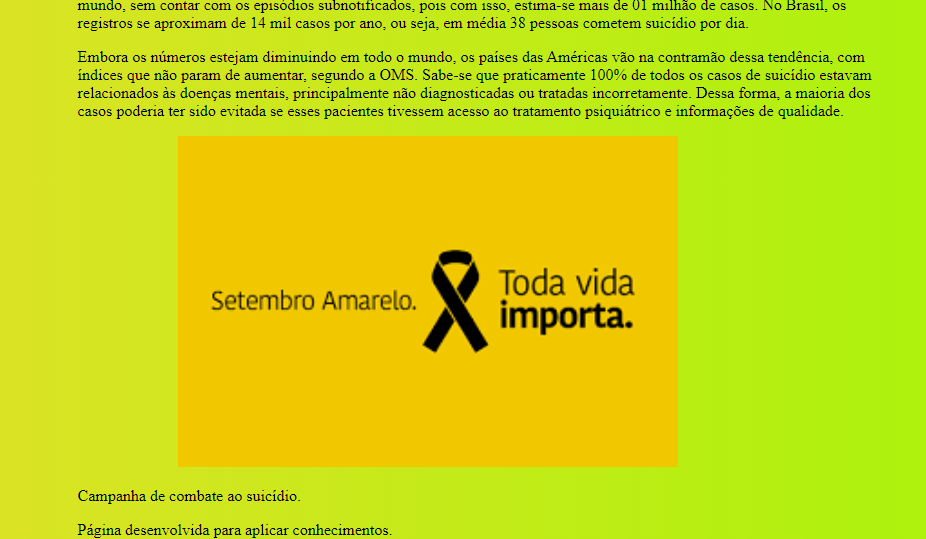 mundo, sem contar com os episódios subnotificados, pois com isso, estima-se mais de 01 milhão de casos. No Brasil, os
registros se aproximam de 14 mil casos por ano, ou seja, em média 38 pessoas cometem suicídio por dia.
Embora os números estejam diminuindo em todo o mundo, os países das Américas vão na contramão dessa tendência, com
índices que não param de aumentar, segundo a OMS. Sabe-se que praticamente 100% de todos os casos de suicídio estavam
relacionados às doenças mentais, principalmente não diagnosticadas ou tratadas incorretamente. Dessa forma, a maioria dos
casos poderia ter sido evitada se esses pacientes tivessem acesso ao tratamento psiquiátrico e informações de qualidade.
Setembro Amarelo.
Toda vida
importa.
Campanha de combate ao suicídio.
Página desenvolvida para aplicar conhecimentos.